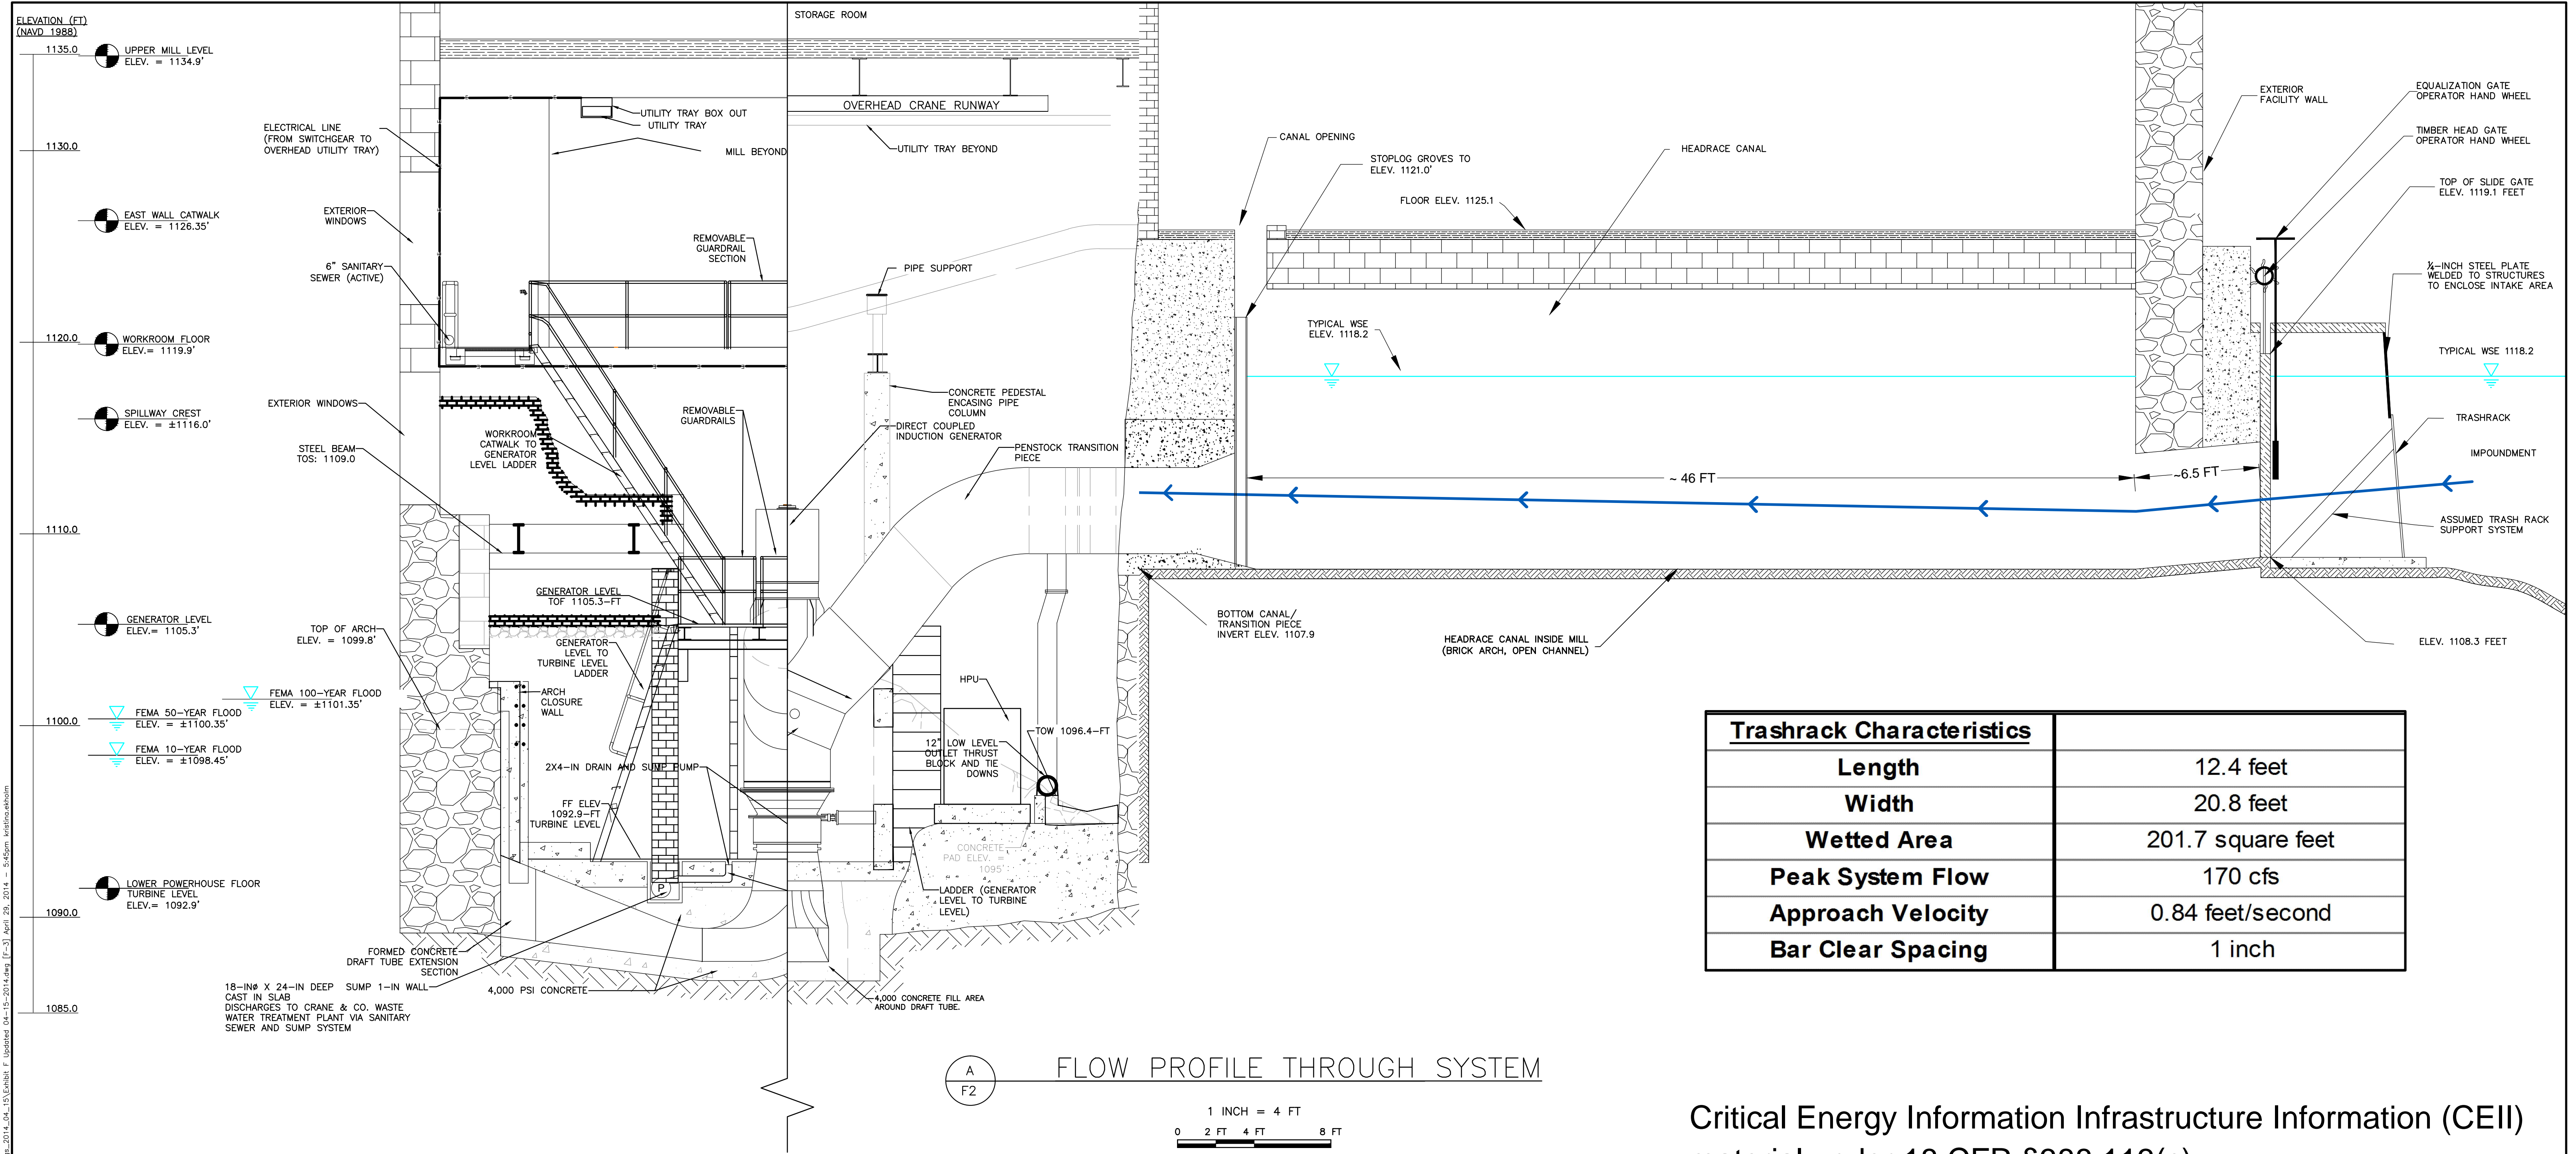 ELEVATION (FT)
(NAVD 1988)
1135.0
1130.0
1120.0
1110.0
1100.0
1090.0
1085.0
UPPER MILL LEVEL
ELEV. = 1134.9'
EAST WALL CATWALK
ELEV. = 1126.35'
WORKROOM FLOOR
ELEV.= 1119.9'
SPILLWAY CREST
ELEV. = ±1116.0'
GENERATOR LEVEL
ELEV.= 1105.3'
FEMA 100-YEAR FLOOD
ELEV. = ±1101.35'
FEMA 50-YEAR FLOOD
ELEV. = ±1100.35'
FEMA 10-YEAR FLOOD
ELEV. = ±1098.45'
LOWER POWERHOUSE FLOOR
TURBINE LEVEL
ELEV.= 1092.9'
STORAGE ROOM
OVERHEAD CRANE RUNWAY
UTILITY TRAY BOX OUT
UTILITY TRAY
MILL BEYOND
UTILITY TRAY BEYOND
ELECTRICAL LINE
(FROM SWITCHGEAR TO
OVERHEAD UTILITY TRAY)
EXTERIOR
WINDOWS
6" SANITARY
SEWER (ACTIVE)
REMOVABLE
GUARDRAIL
SECTION
PIPE SUPPORT
EXTERIOR WINDOWS
STEEL BEAM
TOS: 1109.0
WORKROOM
CATWALK TO
GENERATOR
LEVEL LADDER
REMOVABLE
GUARDRAILS
CONCRETE PEDESTAL
ENCASING PIPE
COLUMN
DIRECT COUPLED
INDUCTION GENERATOR
PENSTOCK TRANSITION
PIECE
GENERATOR LEVEL
TOF 1105.3-FT
TOP OF ARCH
ELEV. = 1099.8'
GENERATOR
LEVEL TO
TURBINE LEVEL
LADDER
ARCH
CLOSURE
WALL
2X4-IN DRAIN AND SUMP PUMP
FF ELEV
1092.9-FT
TURBINE LEVEL
HPU
TOW 1096.4-FT
12" LOW LEVEL
OUTLET THRUST
BLOCK AND TIE
DOWNS
CONCRETE
PAD ELEV. =
1095'
LADDER (GENERATOR
LEVEL TO TURBINE
LEVEL)
P
FORMED CONCRETE
DRAFT TUBE EXTENSION
SECTION
18-INø X 24-IN DEEP SUMP 1-IN WALL
CAST IN SLAB
DISCHARGES TO CRANE & CO. WASTE
WATER TREATMENT PLANT VIA SANITARY
SEWER AND SUMP SYSTEM
4,000 PSI CONCRETE
4,000 CONCRETE FILL AREA
AROUND DRAFT TUBE.
CANAL OPENING
STOPLOG GROVES TO
ELEV. 1121.0'
HEADRACE CANAL
FLOOR ELEV. 1125.1
TYPICAL WSE
ELEV. 1118.2
EXTERIOR
FACILITY WALL
EQUALIZATION GATE
OPERATOR HAND WHEEL
TIMBER HEAD GATE
OPERATOR HAND WHEEL
TOP OF SLIDE GATE
ELEV. 1119.1 FEET
¼-INCH STEEL PLATE
WELDED TO STRUCTURES
TO ENCLOSE INTAKE AREA
TYPICAL WSE 1118.2
TRASHRACK
IMPOUNDMENT
~ 46 FT
~6.5 FT
ASSUMED TRASH RACK
SUPPORT SYSTEM
BOTTOM CANAL/
TRANSITION PIECE
INVERT ELEV. 1107.9
HEADRACE CANAL INSIDE MILL
(BRICK ARCH, OPEN CHANNEL)
ELEV. 1108.3 FEET
Trashrack Characteristics
Length 12.4 feet
Width 20.8 feet
Wetted Area 201.7 square feet
Peak System Flow 170 cfs
Approach Velocity 0.84 feet/second
Bar Clear Spacing 1 inch
A
F2
FLOW PROFILE THROUGH SYSTEM
1 INCH = 4 FT
0 2 FT 4 FT 8 FT
Critical Energy Information Infrastructure Information (CEII)
gs_2014_04_15\Exhibit F Updated 04-15-2014.dwg [F-3] April 29, 2014 - 5:45pm kristina.ekholm